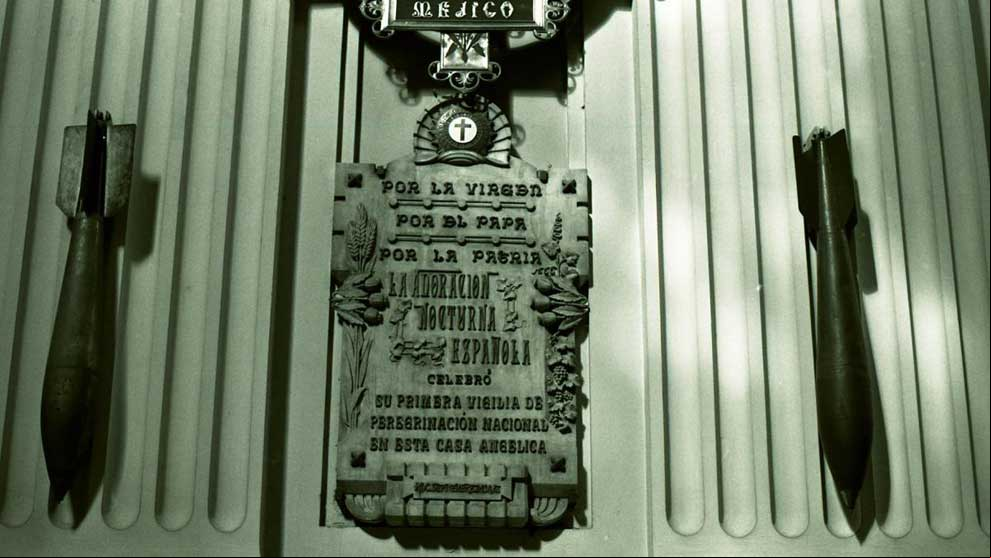 MEJICO
POR LA VIRGEN
POR EL PAPA
POR LA PATRIA
LA ADORACION
NOCTURNA
ESPAÑOLA
CELEBRÓ
SU PRIMERA VIGILIA DE
PEREGRINACIÓN NACIONAL
EN ESTA CASA ANGELICA